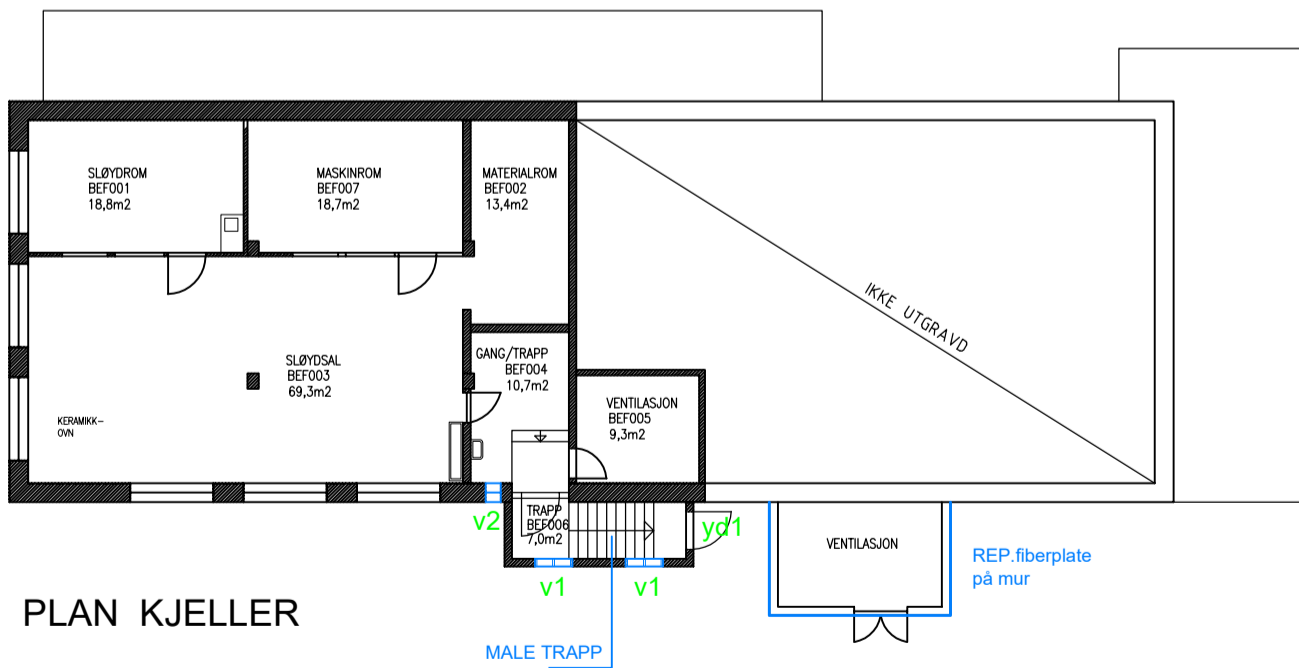 SLØYDROM
BEF001
18,8m2
MASKINROM
BEF007
18,7m2
MATERIALROM
BEF002
13,4m2
IKKE UTGRAVD
SLØYDSAL
BEF003
69,3m2
GANG/TRAPP
BEF004
10,7m2
VENTILASJON
BEF005
9,3m2
KERAMIKK-
OVN
TRAPP
BEF006
7,0m2
v2
yd1
v1
v1
VENTILASJON
REP.fiberplate
på mur
PLAN KJELLER
MALE TRAPP